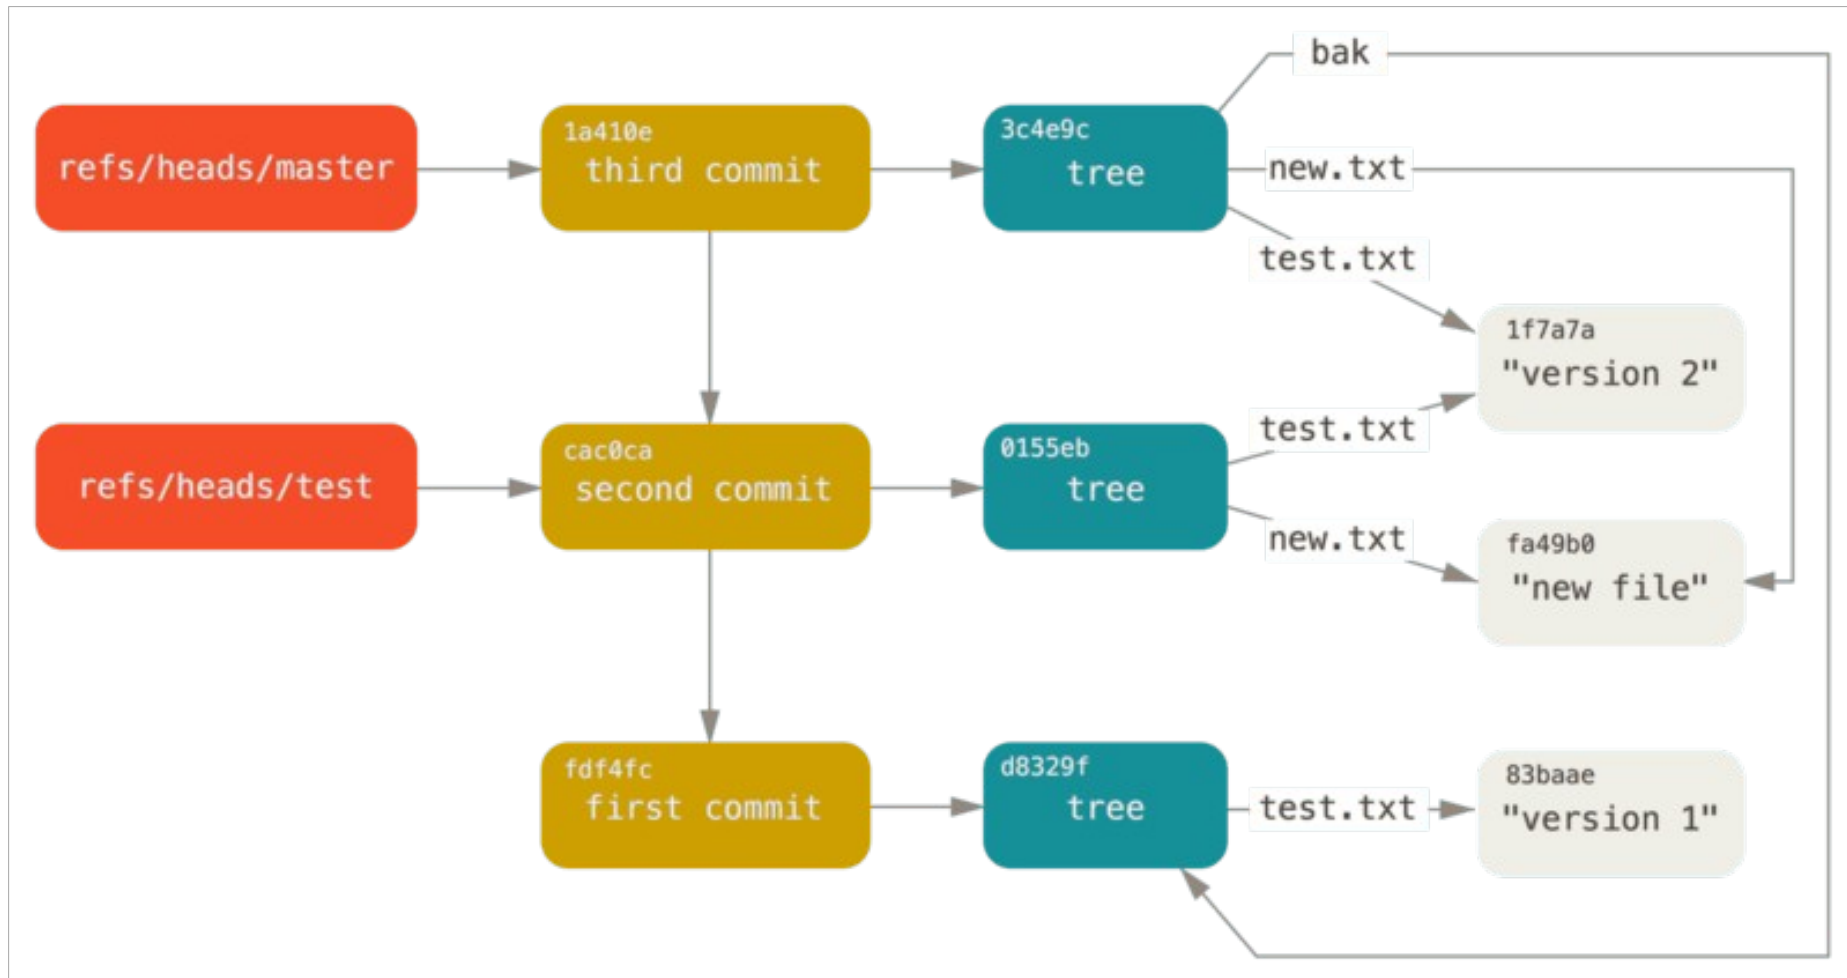 bak
refs/heads/master
1a410e
third commit
3c4e9c
tree
new.txt
test.txt
1f7a7a
"version 2"
refs/heads/test
cac0ca
second commit
0155eb
tree
test.txt
new.txt
fa49b0
"new file"
fdf4fc
first commit
d8329f
tree
test.txt
83baae
"version 1"